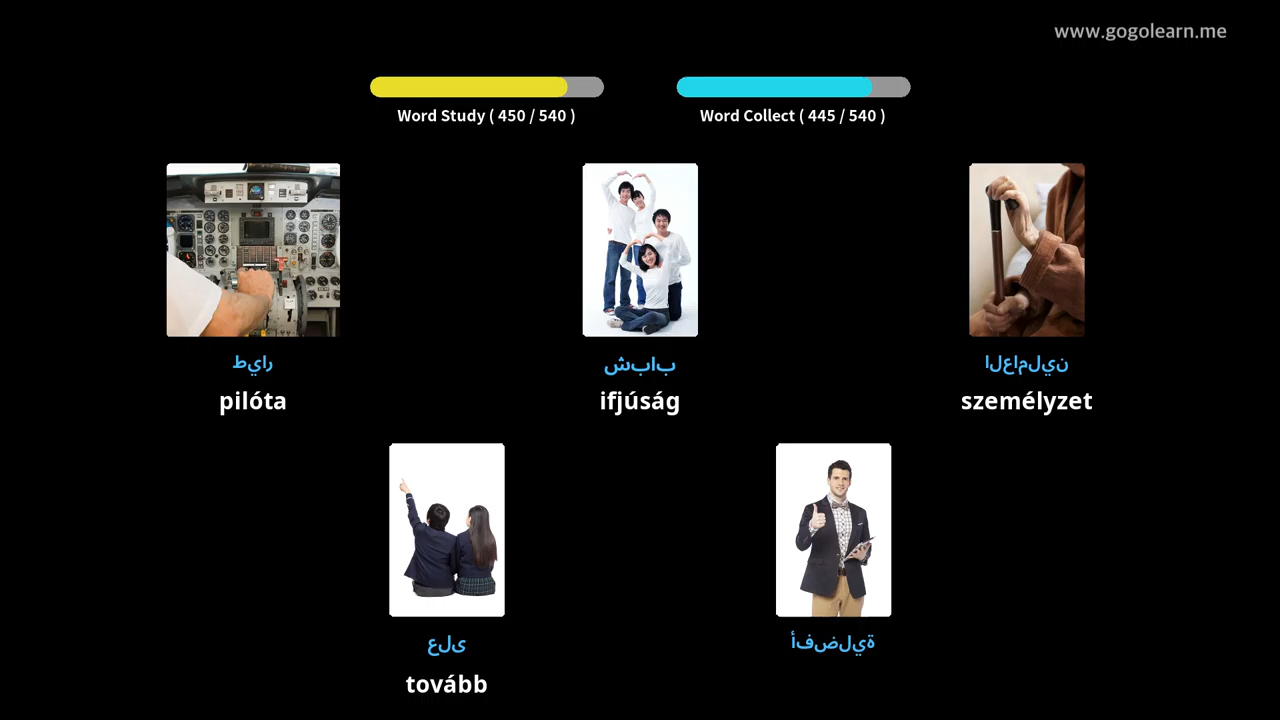 www.gogolearn.me
Word Study ( 450 / 540 )
Word Collect ( 445 / 540 )
طيار
شباب
العاملين
pilóta
ifjúság
személyzet
على
أفضلية
tovább